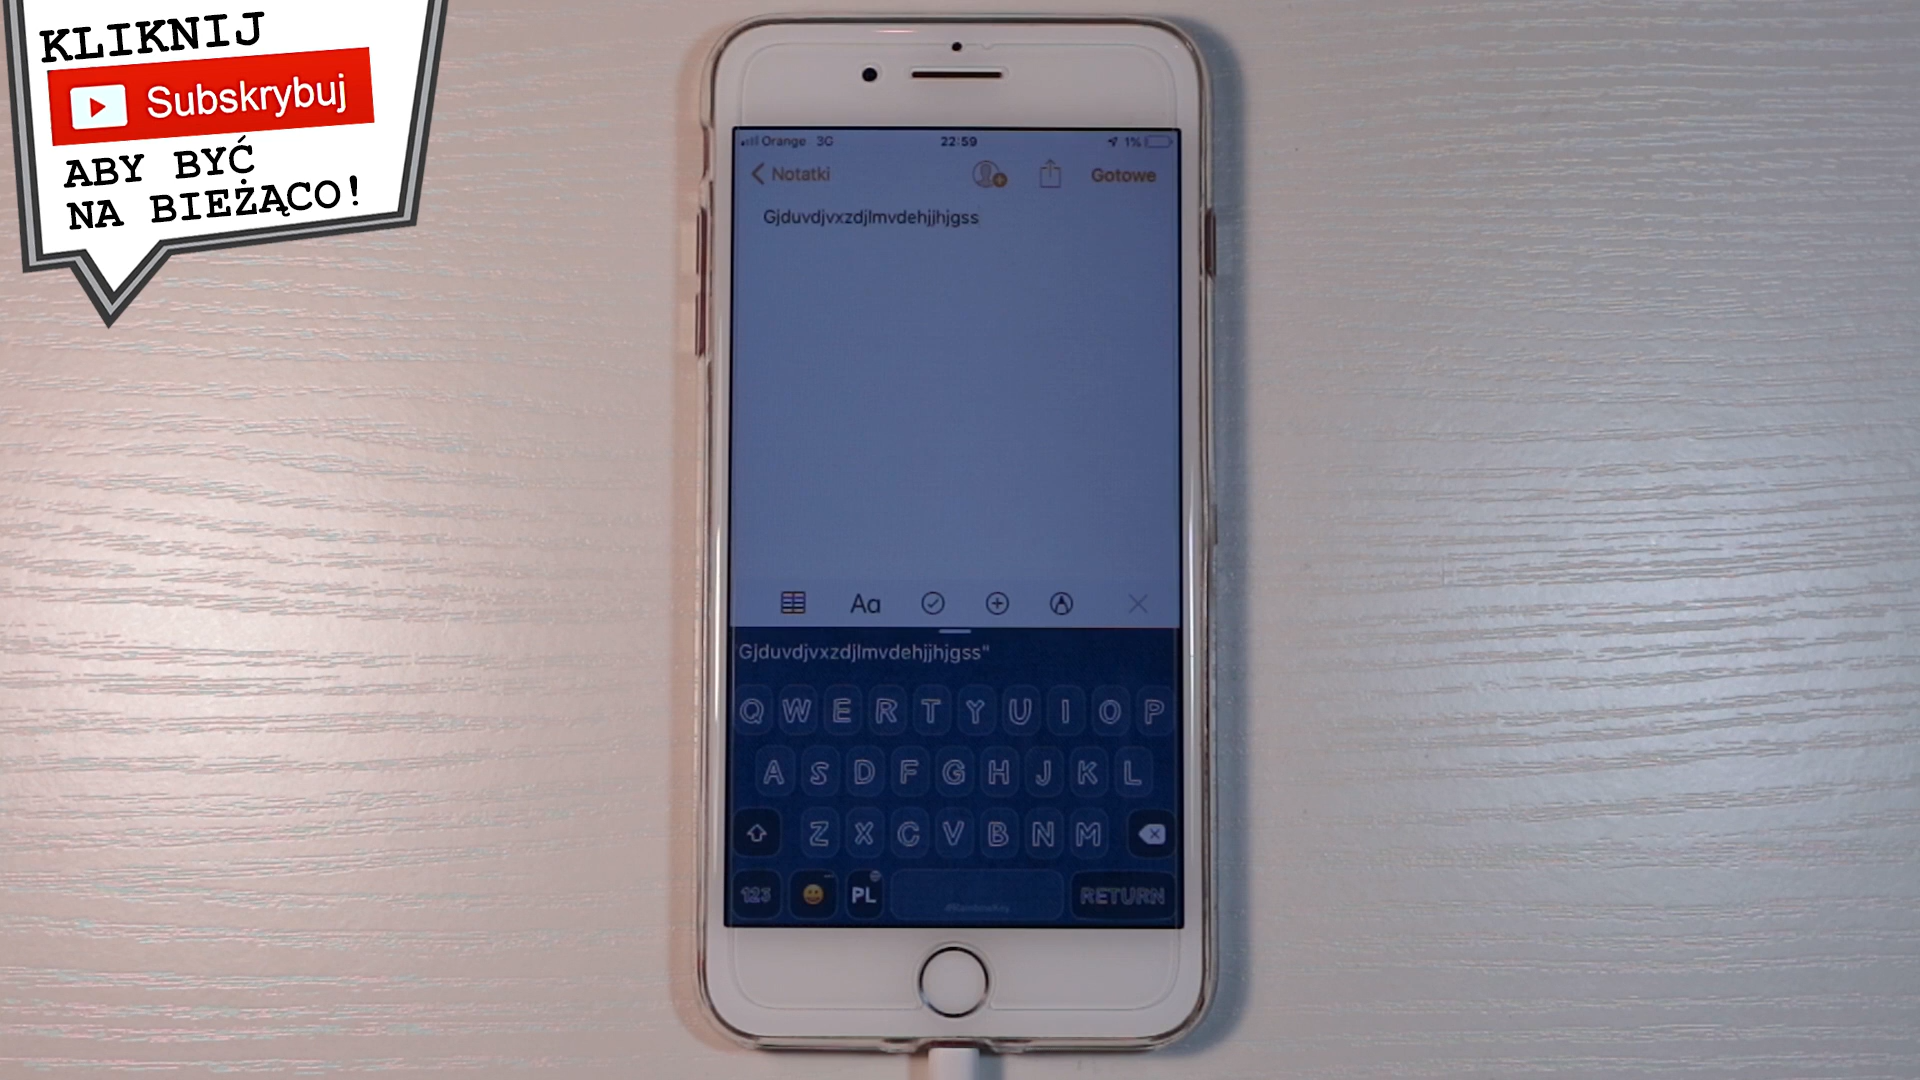 KLIKNIJ
Subskrybuj
ABY BYĆ
NA BIEŻĄCO!
Orange 3G 22:59 1%
Notatki Gotowe
Gjduvdjvxzdjlmvdehjjhjgss
Aa
Gjduvdjvxzdjlmvdehjjhjgss"
Q W E R T Y U I O P
A S D F G H J K L
Z X C V B N M
123 PL RETURN